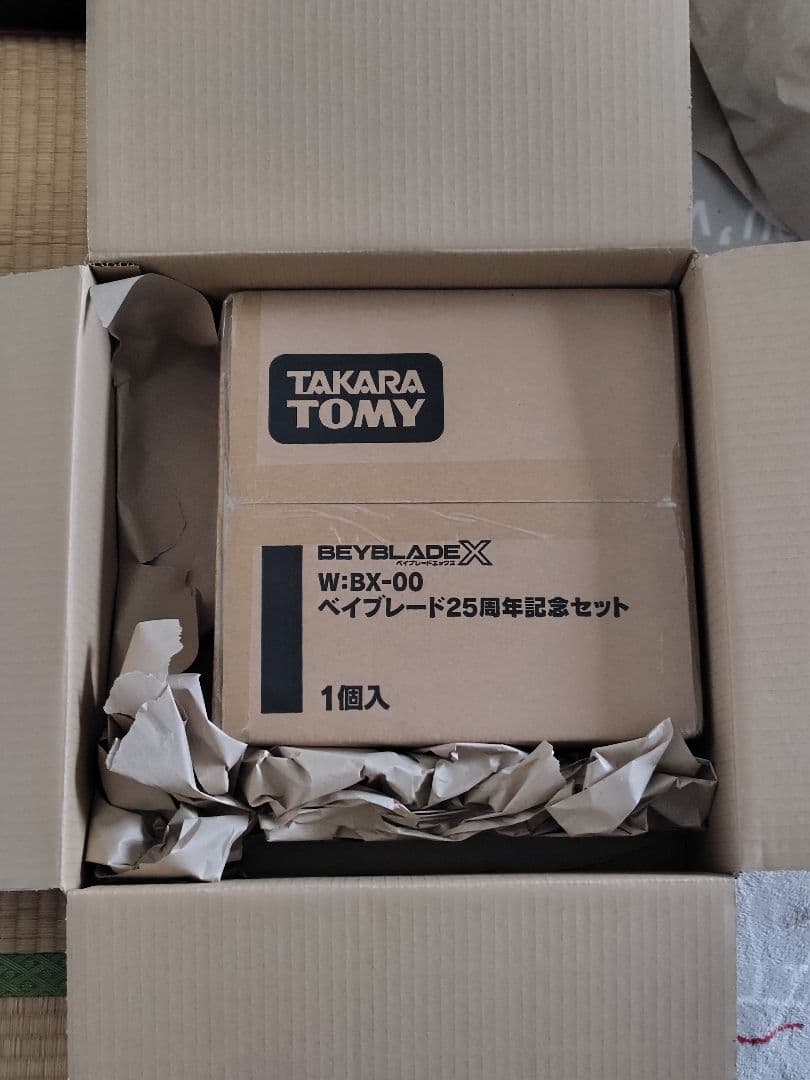 TAKARA
TOMY
BEYBLADE X
ベイブレードエックス
W:BX-00
ベイブレード25周年記念セット
1個入